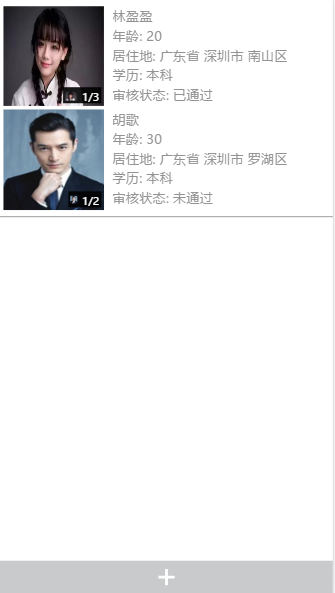 林盈盈
年龄: 20
居住地: 广东省 深圳市 南山区
学历: 本科
审核状态: 已通过
1/3
胡歌
年龄: 30
居住地: 广东省 深圳市 罗湖区
学历: 本科
审核状态: 未通过
1/2
+